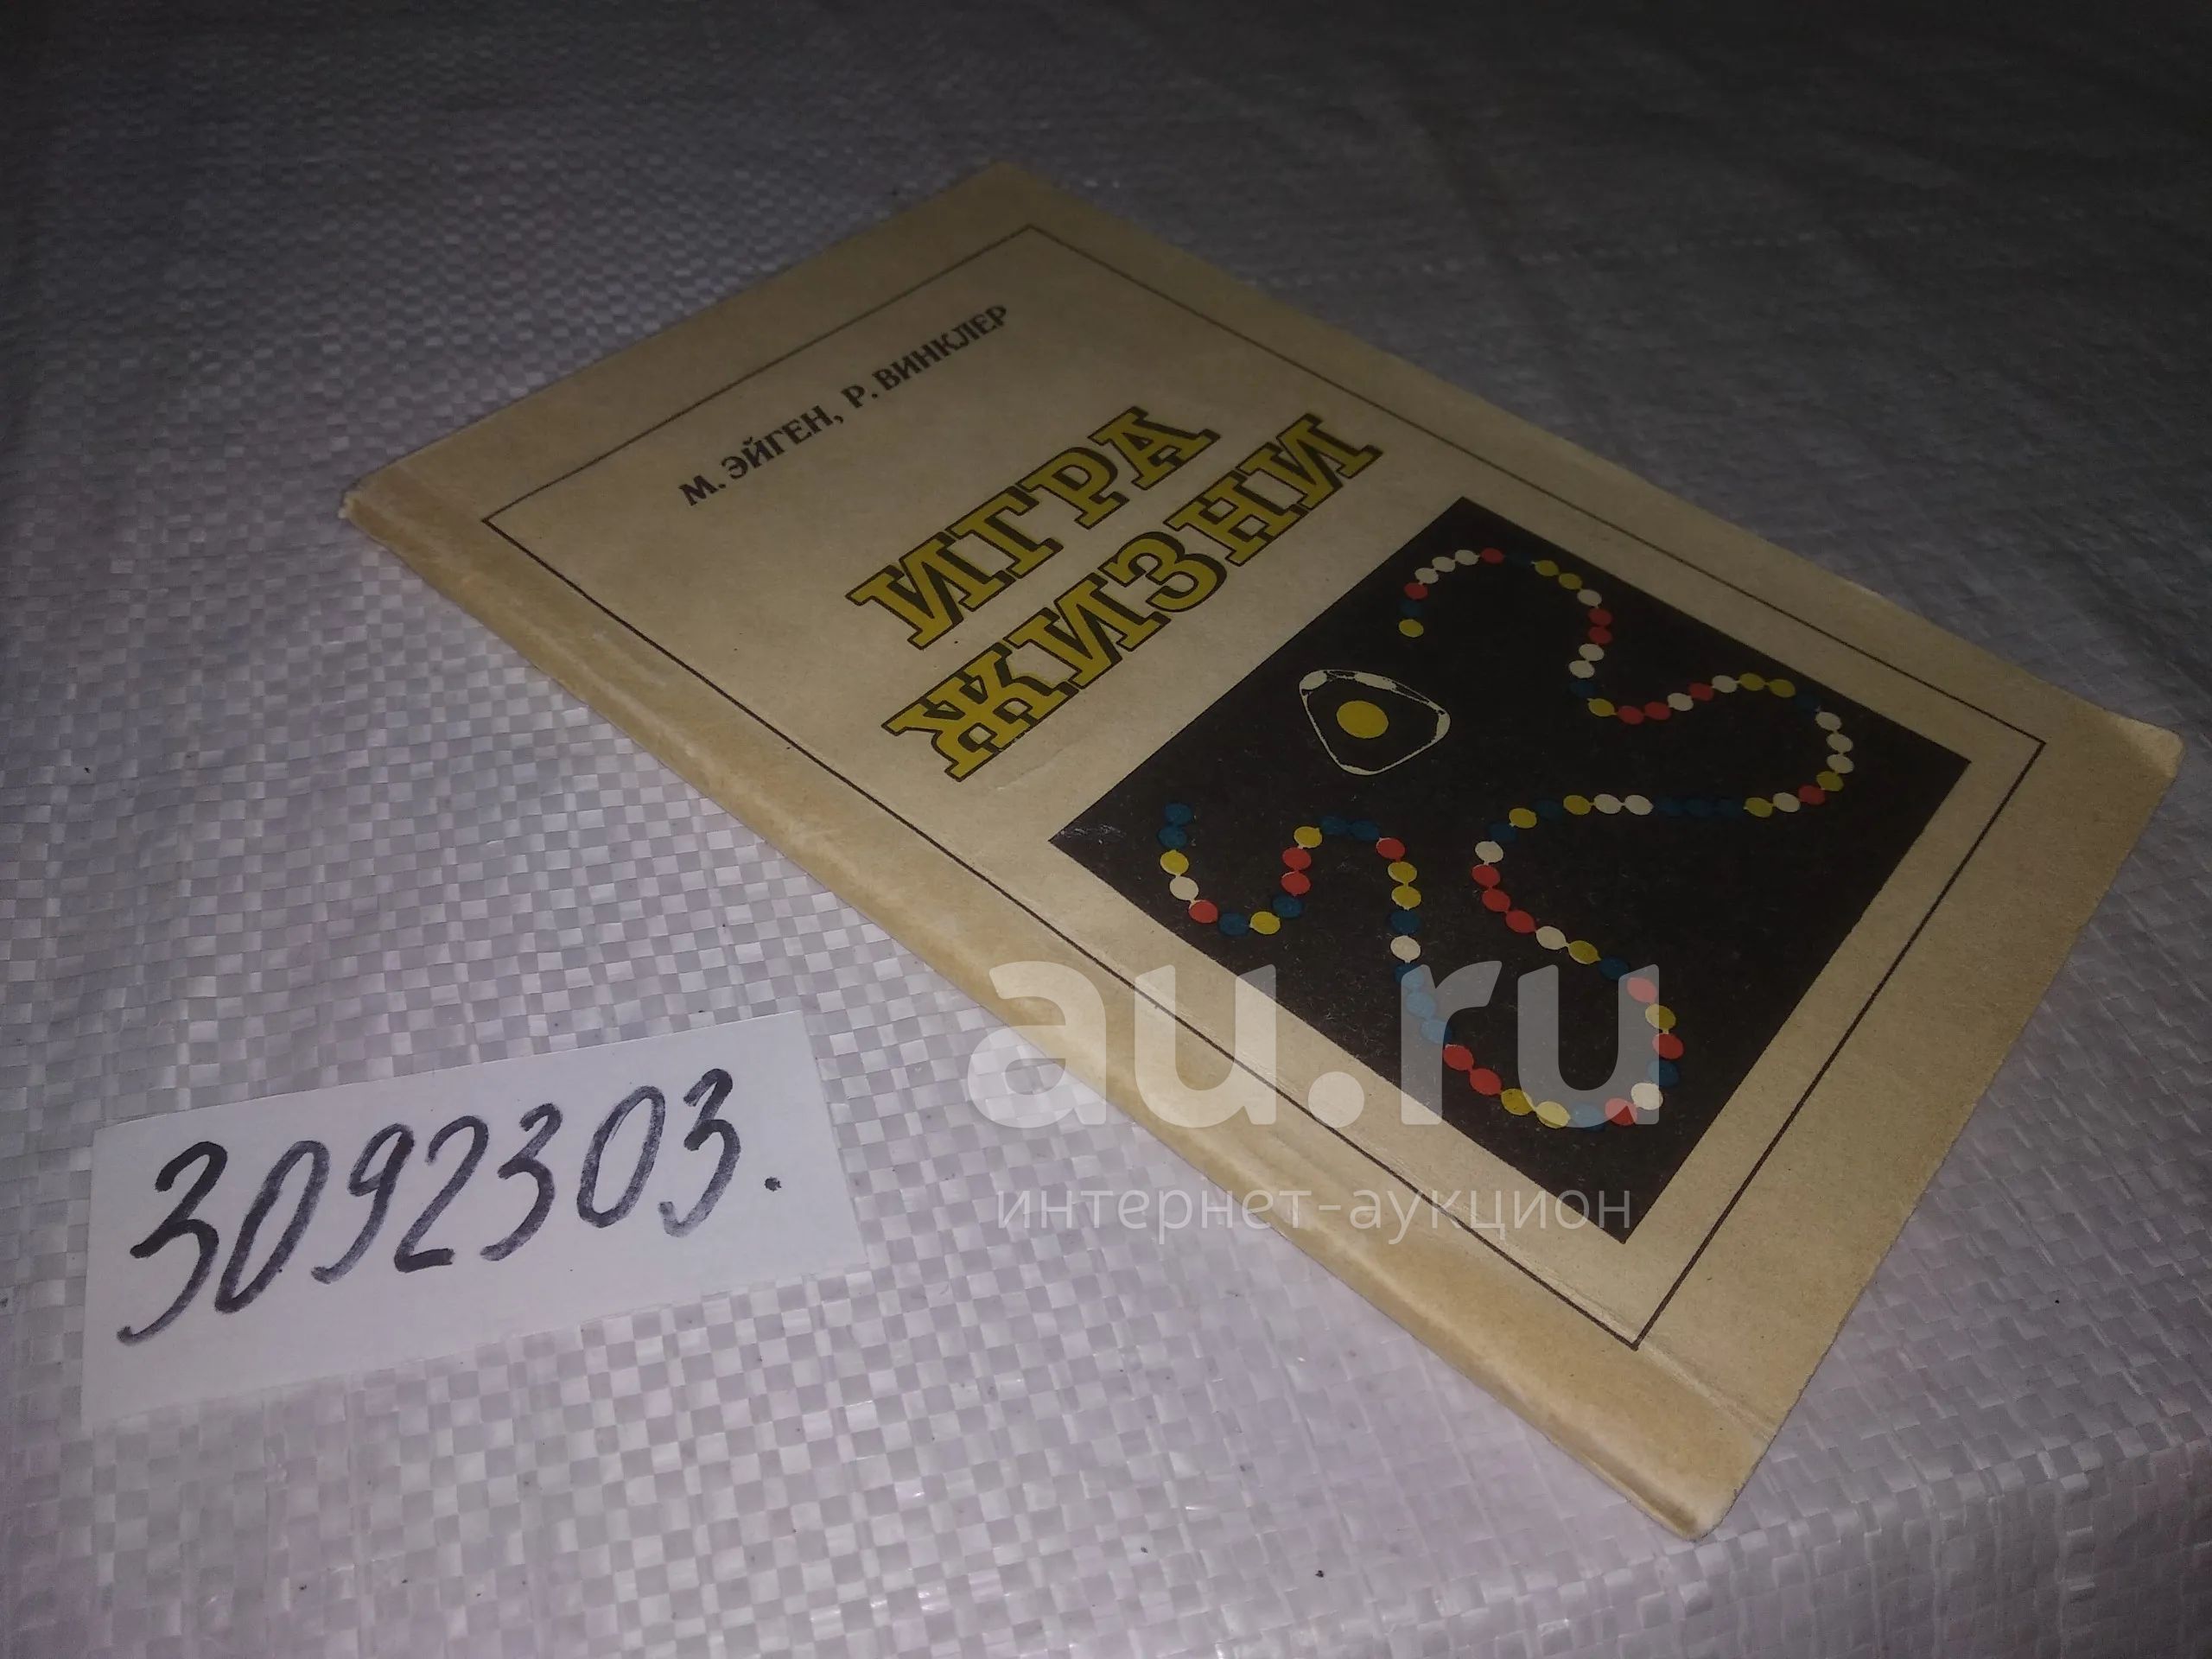 М. ЭЙГЕН, Р. ВИНКЛЕР
ИГРА
ЖИЗНИ
au.ru
интернет-аукцион
3092303.